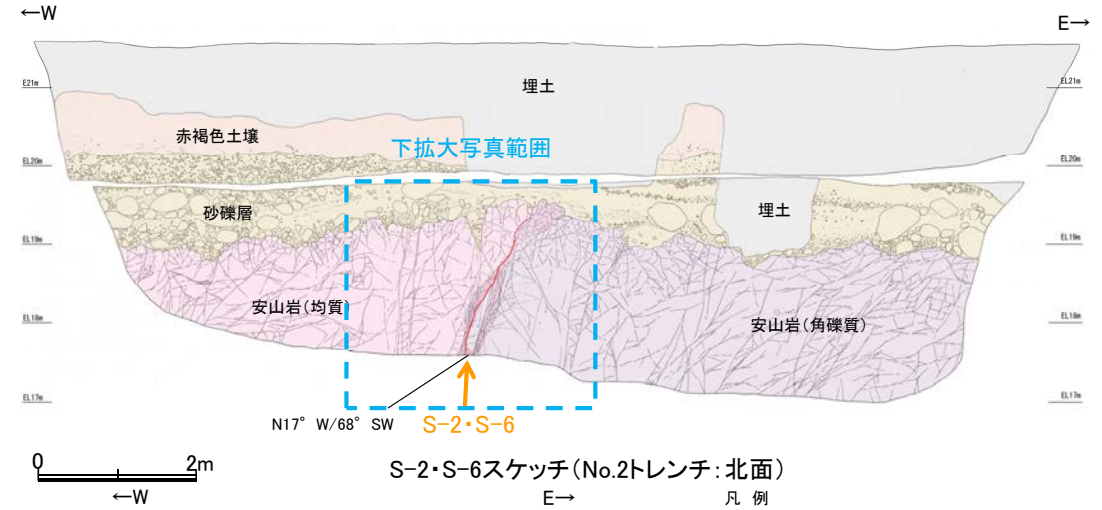 ←W
E→
E21m
EL21m
埋土
赤褐色土壌
下拡大写真範囲
EL20m
EL20m
砂礫層
埋土
EL19m
EL19m
安山岩(均質)
安山岩(角礫質)
EL18m
EL18m
EL17m
EL17m
N17°W/68°SW
S-2・S-6
0
2m
S-2・S-6スケッチ(No.2トレンチ:北面)
←W
E→
凡 例